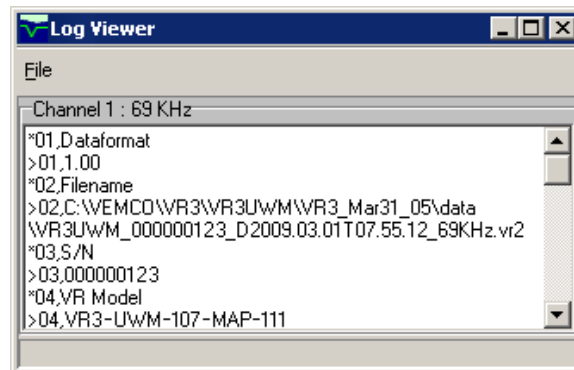 Log Viewer
File
Channel 1 : 69 KHz
*01,Dataformat
>01,1.00
*02,Filename
>02,C:\VEMCO\VR3\VR3UWM\VR3_Mar31_05\data
\VR3UWM_000000123_D2009.03.01T07.55.12_69KHz.vr2
*03,S/N
>03,000000123
*04,VR Model
>04,VR3-UWM-107-MAP-111